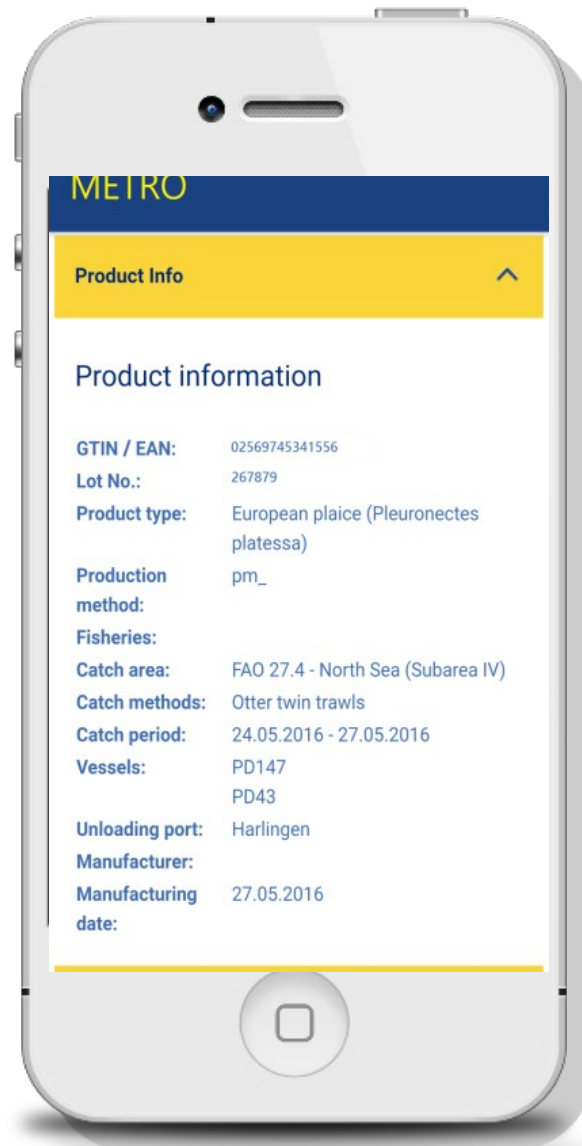 METRO
Product Info
Product information
GTIN / EAN: 02569745341556
Lot No.: 267879
Product type: European plaice (Pleuronectes
platessa)
Production pm_
method:
Fisheries:
Catch area: FAO 27.4 - North Sea (Subarea IV)
Catch methods: Otter twin trawls
Catch period: 24.05.2016 - 27.05.2016
Vessels: PD147
PD43
Unloading port: Harlingen
Manufacturer:
Manufacturing 27.05.2016
date: